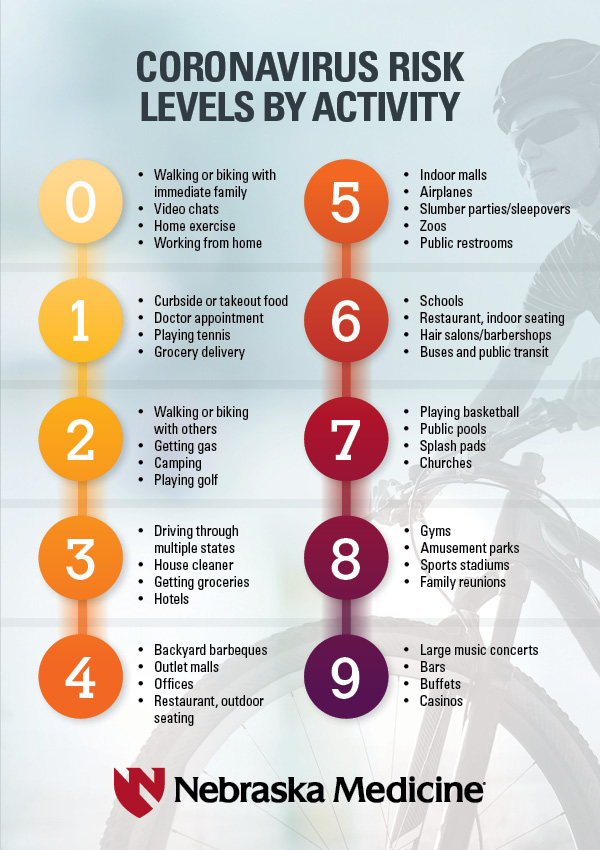 CORONAVIRUS RISK
LEVELS BY ACTIVITY
0
• Walking or biking with
immediate family
• Video chats
• Home exercise
• Working from home
1
• Curbside or takeout food
• Doctor appointment
• Playing tennis
• Grocery delivery
2
• Walking or biking
with others
• Getting gas
• Camping
• Playing golf
3
• Driving through
multiple states
• House cleaner
• Getting groceries
• Hotels
4
• Backyard barbeques
• Outlet malls
• Offices
• Restaurant, outdoor
seating
5
• Indoor malls
• Airplanes
• Slumber parties/sleepovers
• Zoos
• Public restrooms
6
• Schools
• Restaurant, indoor seating
• Hair salons/barbershops
• Buses and public transit
7
• Playing basketball
• Public pools
• Splash pads
• Churches
8
• Gyms
• Amusement parks
• Sports stadiums
• Family reunions
9
• Large music concerts
• Bars
• Buffets
• Casinos
Nebraska Medicine